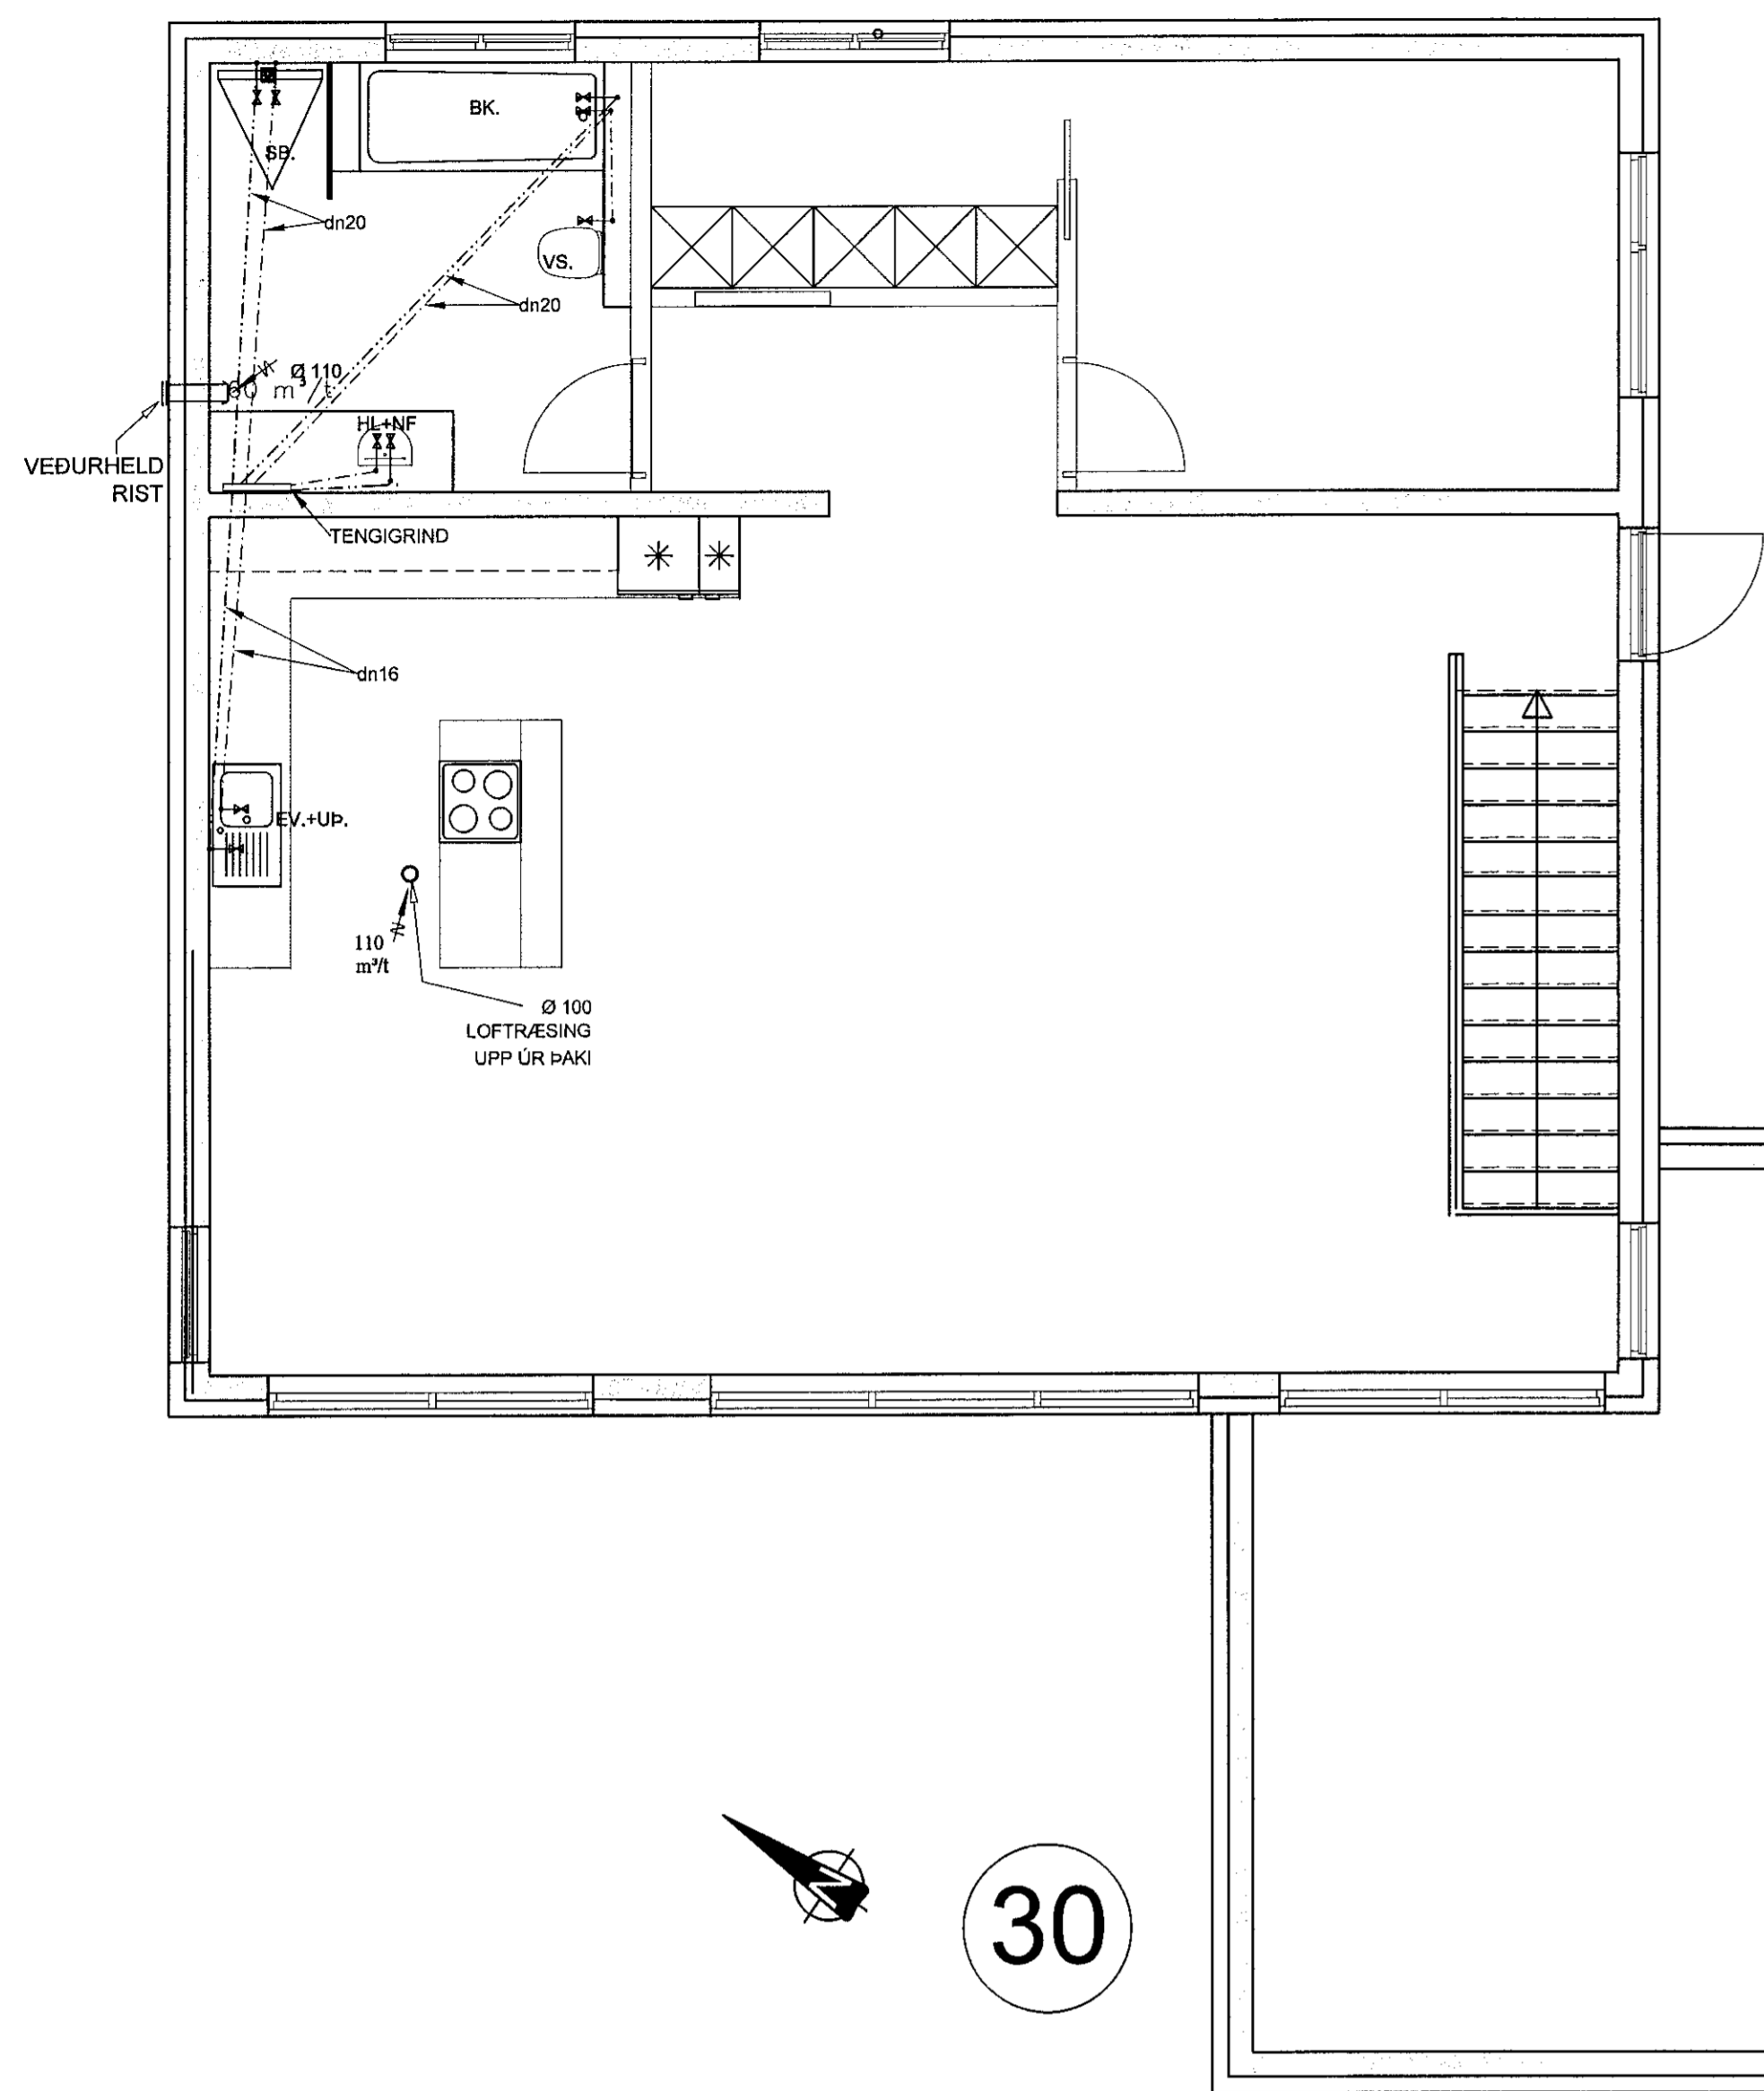 BK.
SB.
dn20
VS.
dn20
Ø 110
60 m³/t
HL+NF
VEÐURHELD
RIST
TENGIGRIND
dn16
EV.+UÞ.
110
m³/t
Ø 100
LOFTRÆSING
UPP ÚR ÞAKI
N
30